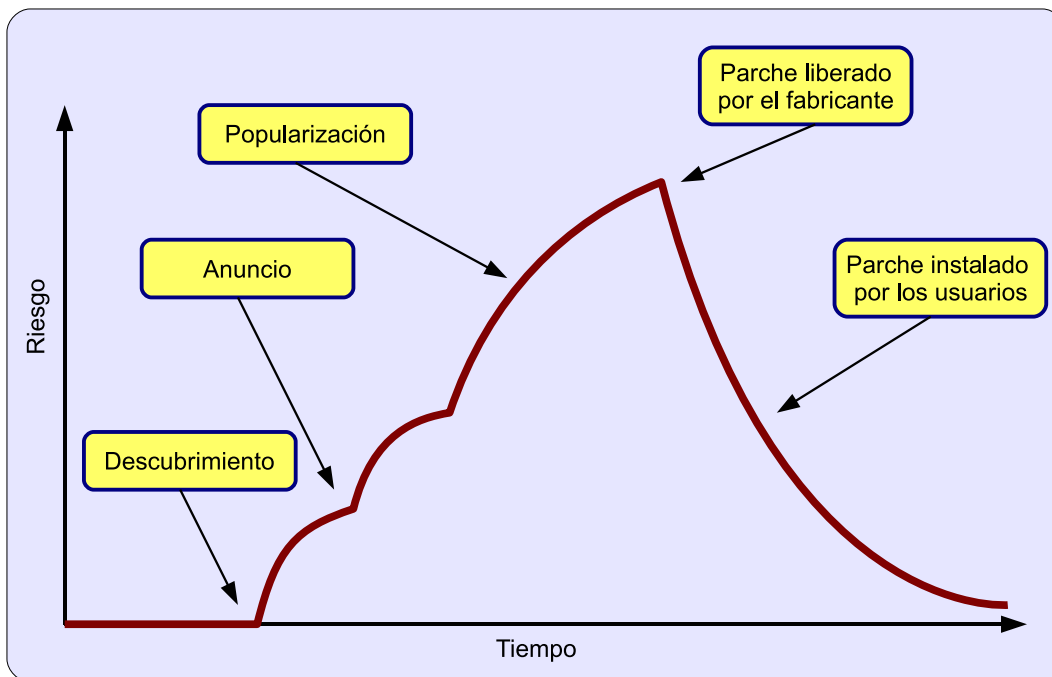 Parche liberado
por el fabricante
Popularización
Anuncio
Parche instalado
por los usuarios
Riesgo
Descubrimiento
Tiempo